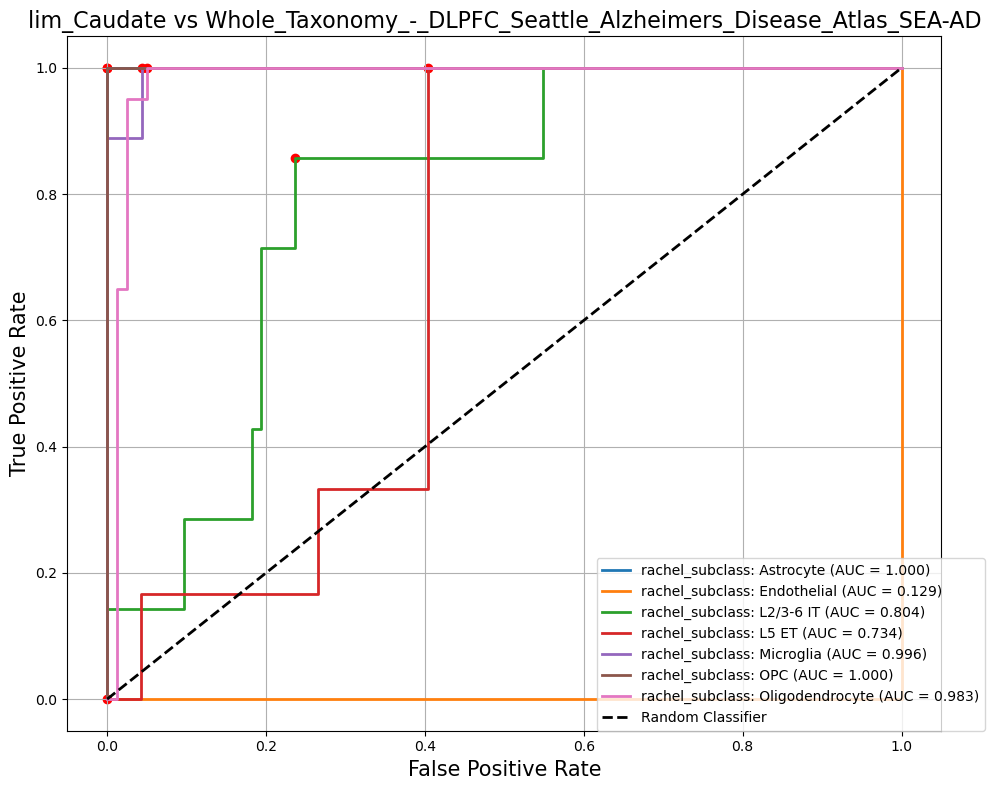 lim_Caudate vs Whole_Taxonomy_-_DLPFC_Seattle_Alzheimers_Disease_Atlas_SEA-AD
True Positive Rate
1.0
0.8
0.6
0.4
0.2
0.0
rachel_subclass: Astrocyte (AUC = 1.000)
rachel_subclass: Endothelial (AUC = 0.129)
rachel_subclass: L2/3-6 IT (AUC = 0.804)
rachel_subclass: L5 ET (AUC = 0.734)
rachel_subclass: Microglia (AUC = 0.996)
rachel_subclass: OPC (AUC = 1.000)
rachel_subclass: Oligodendrocyte (AUC = 0.983)
Random Classifier
0.0 0.2 0.4 0.6 0.8 1.0
False Positive Rate